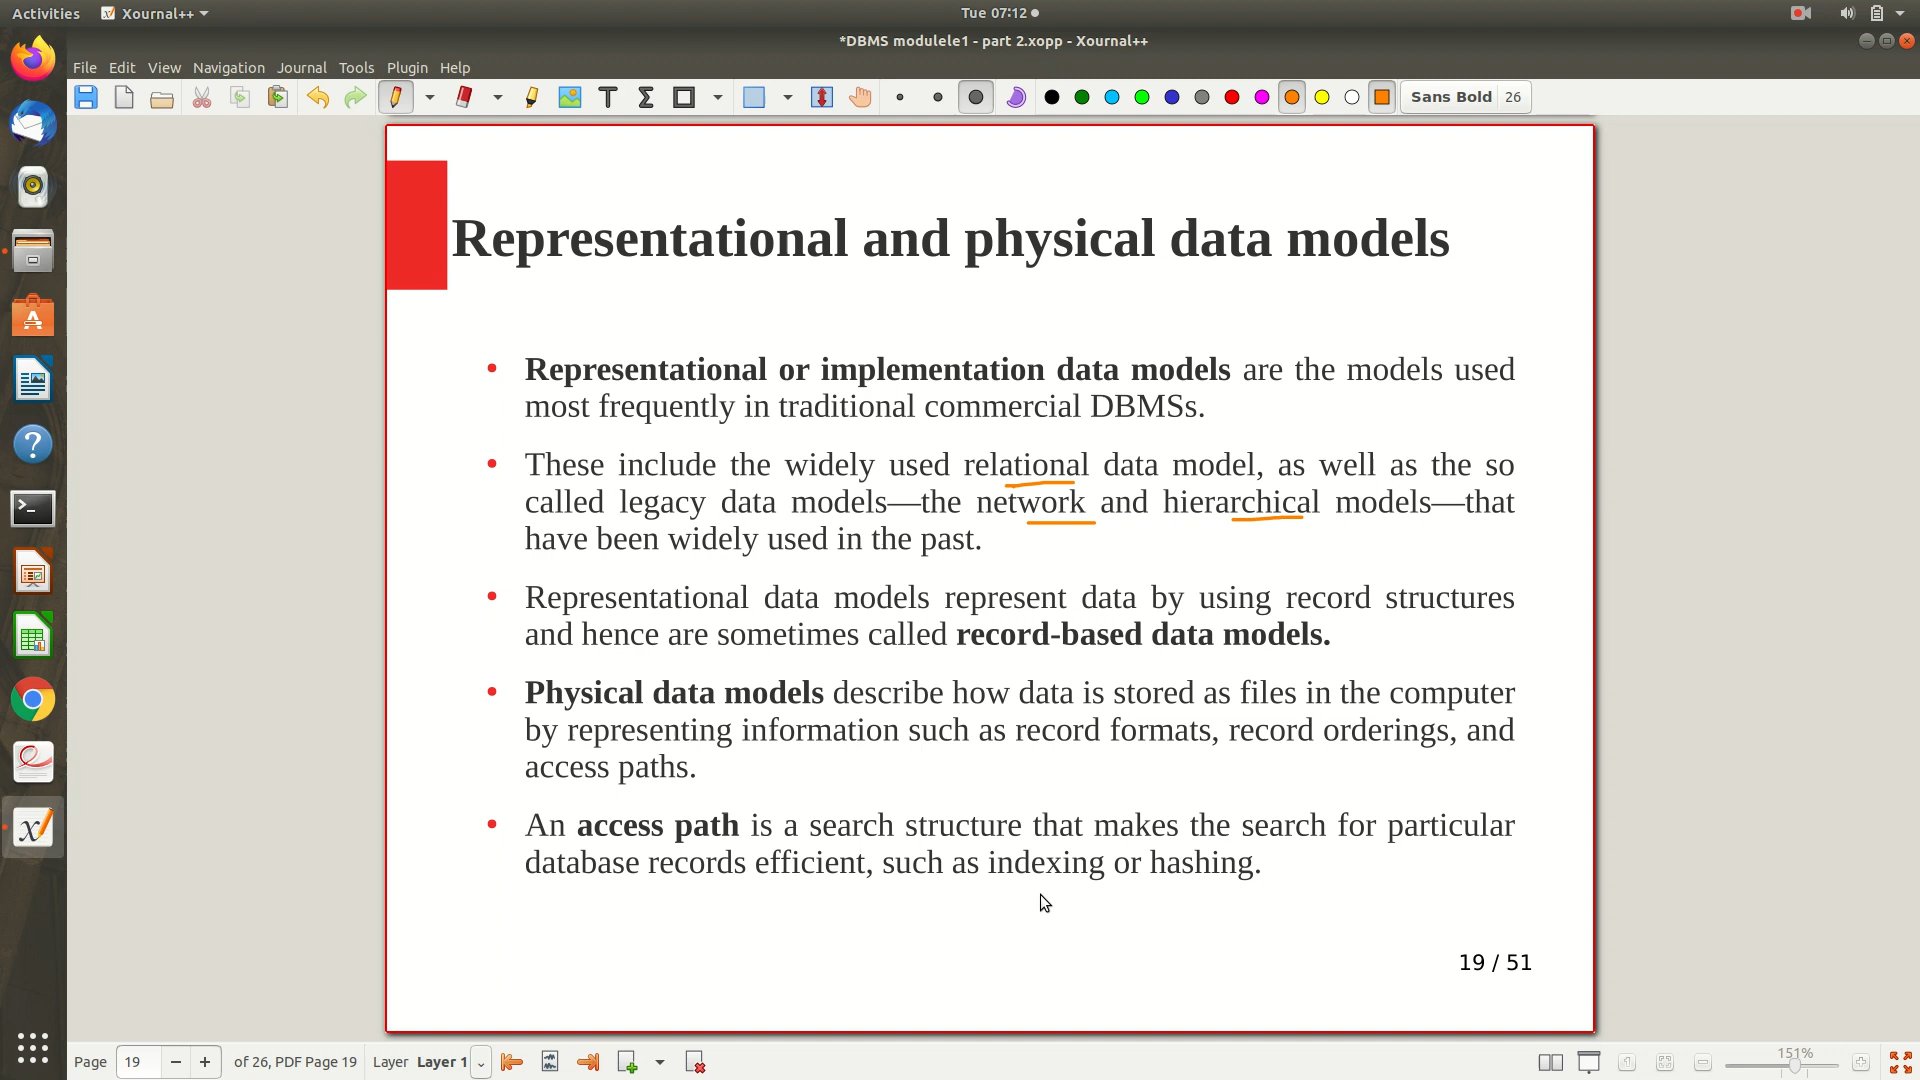 Activities Xournal++ Tue 07:12
*DBMS modulele1 - part 2.xopp - Xournal++
File Edit View Navigation Journal Tools Plugin Help
Sans Bold 26
Representational and physical data models
• Representational or implementation data models are the models used
most frequently in traditional commercial DBMSs.
• These include the widely used relational data model, as well as the so
called legacy data models—the network and hierarchical models—that
have been widely used in the past.
• Representational data models represent data by using record structures
and hence are sometimes called record-based data models.
• Physical data models describe how data is stored as files in the computer
by representing information such as record formats, record orderings, and
access paths.
• An access path is a search structure that makes the search for particular
database records efficient, such as indexing or hashing.
19 / 51
Page 19 − + of 26, PDF Page 19 Layer Layer 1 151%